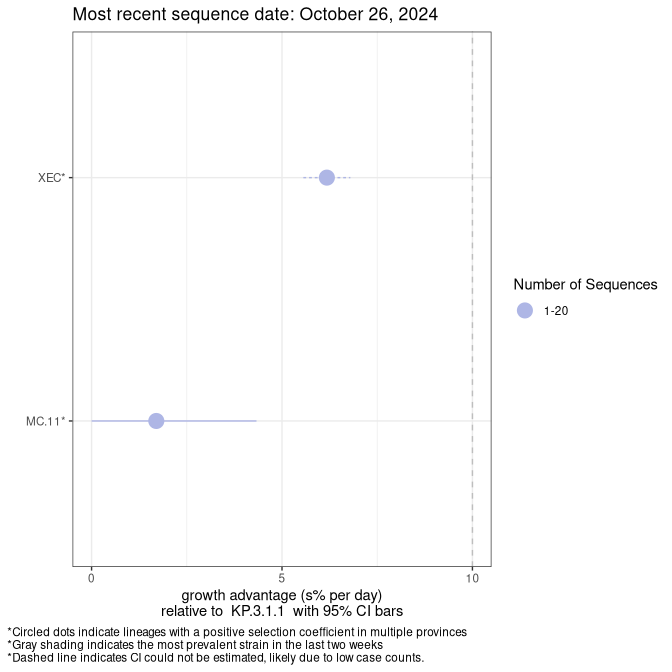 Most recent sequence date: October 26, 2024
XEC*
MC.11*
Number of Sequences
1-20
0 5 10
growth advantage (s% per day)
relative to  KP.3.1.1  with 95% CI bars
*Circled dots indicate lineages with a positive selection coefficient in multiple provinces
*Gray shading indicates the most prevalent strain in the last two weeks
*Dashed line indicates CI could not be estimated, likely due to low case counts.